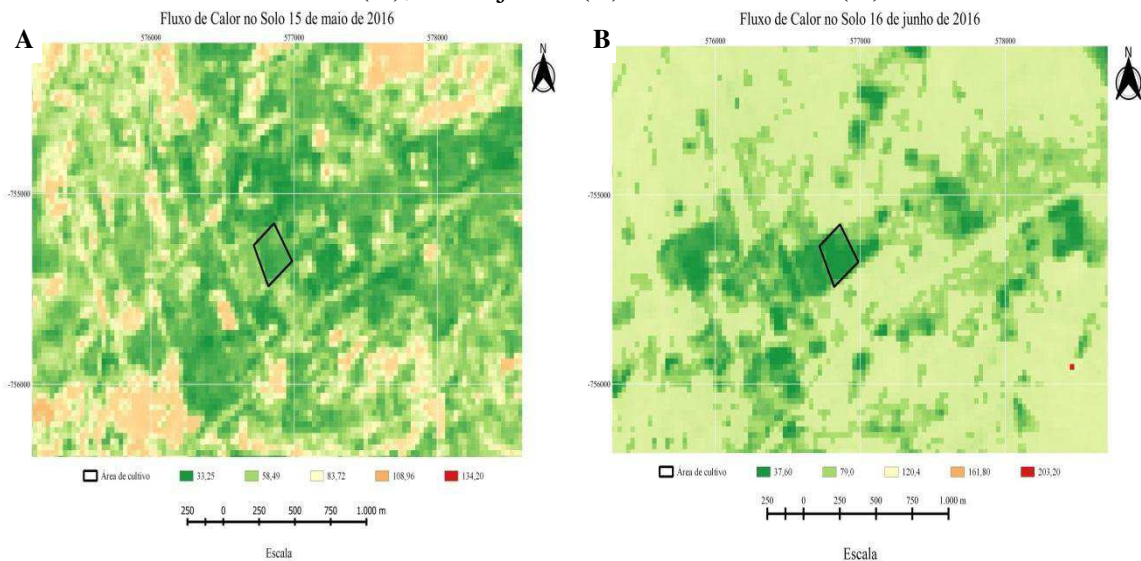 Fluxo de Calor no Solo 15 de maio de 2016
A
576000
577000
578000
N
-755000
-756000
Área de cultivo
33,25
58,49
83,72
108,96
134,20
250 0 250 500 750 1.000 m
Escala
Fluxo de Calor no Solo 16 de junho de 2016
B
576000
577000
578000
N
-755000
-756000
Área de cultivo
37,60
79,0
120,4
161,80
203,20
250 0 250 500 750 1.000 m
Escala